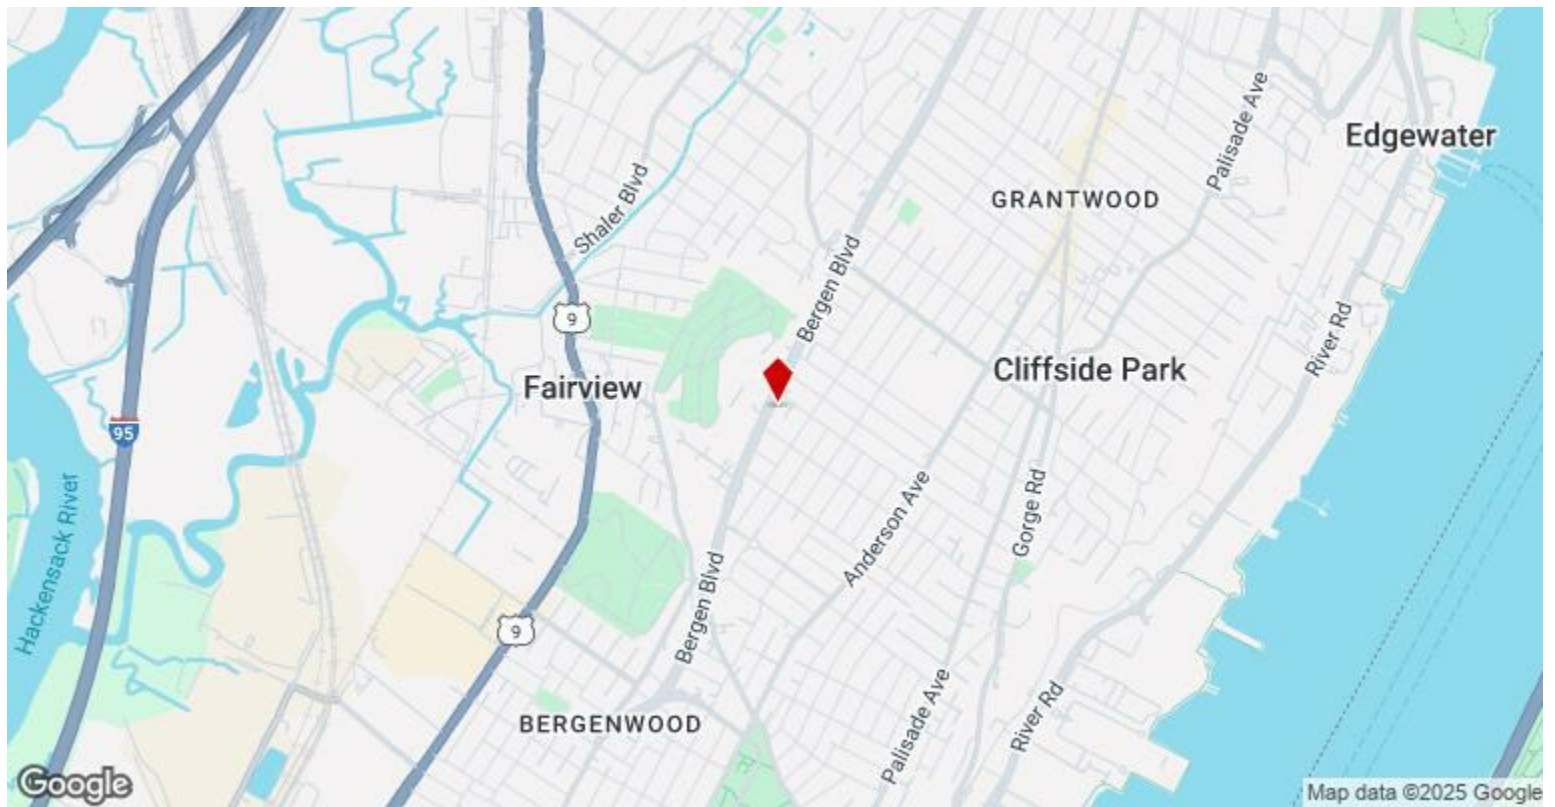 Edgewater
Palisade Ave
GRANTWOOD
Shaler Blvd
Bergen Blvd
9
River Rd
Cliffside Park
Fairview
95
Hackensack River
Anderson Ave
Gorge Rd
Bergen Blvd
9
BERGENWOOD
Palisade Ave
River Rd
Google
Map data ©2025 Google